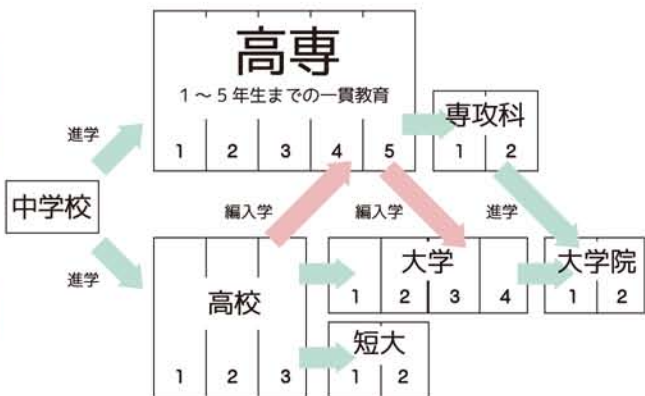 高専
1～5年生までの一貫教育
1 2 3 4 5
専攻科
1 2
進学
中学校
編入学
編入学
進学
進学
高校
1 2 3
大学
1 2 3 4
大学院
1 2
短大
1 2